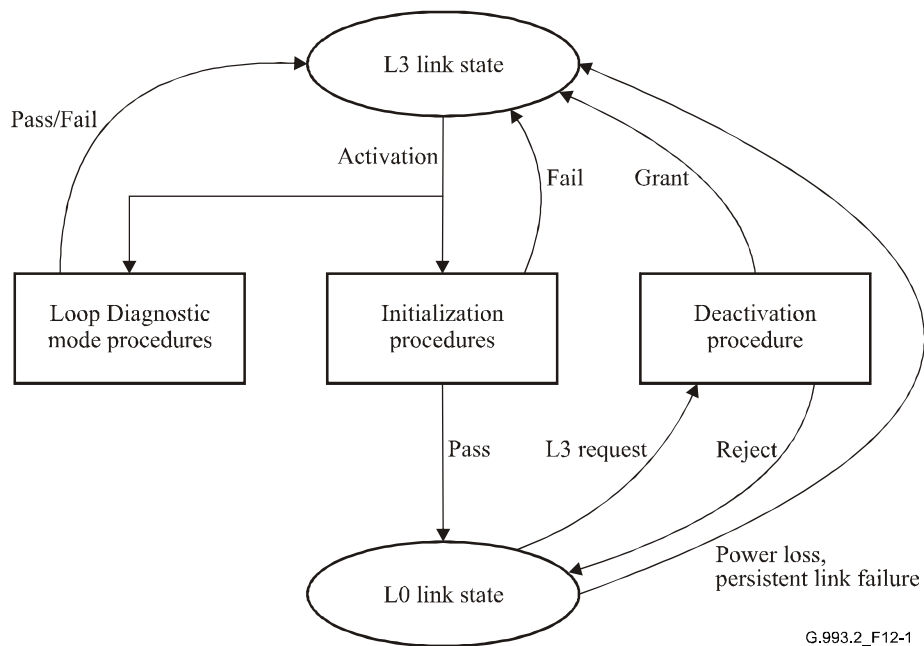 L3 link state
Pass/Fail
Activation
Fail
Grant
Loop Diagnostic
mode procedures
Initialization
procedures
Deactivation
procedure
Pass
L3 request
Reject
Power loss,
persistent link failure
L0 link state
G.993.2_F12-1